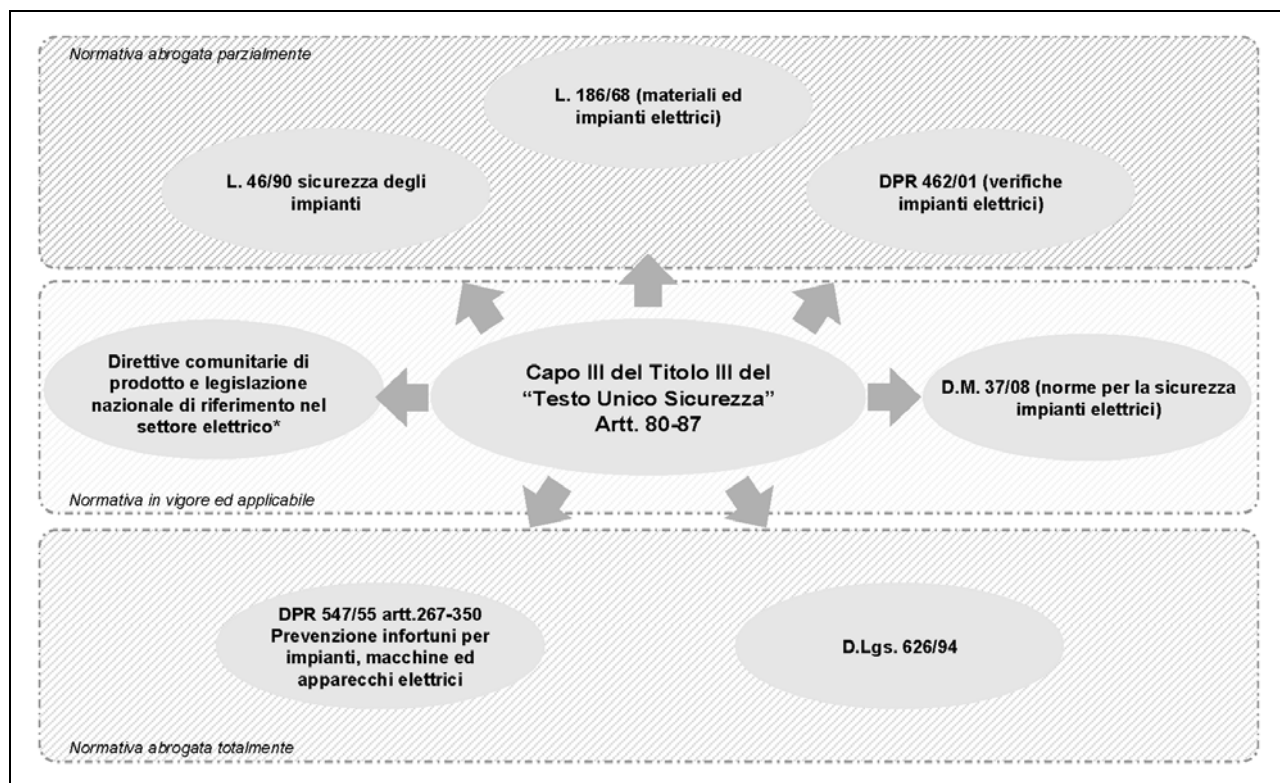 Normativa abrogata parzialmente
L. 186/68 (materiali ed
impianti elettrici)
L. 46/90 sicurezza degli
impianti
DPR 462/01 (verifiche
impianti elettrici)
Direttive comunitarie di
prodotto e legislazione
nazionale di riferimento nel
settore elettrico*
Capo III del Titolo III del
“Testo Unico Sicurezza”
Artt. 80-87
D.M. 37/08 (norme per la sicurezza
impianti elettrici)
Normativa in vigore ed applicabile
DPR 547/55 artt.267-350
Prevenzione infortuni per
impianti, macchine ed
apparecchi elettrici
D.Lgs. 626/94
Normativa abrogata totalmente